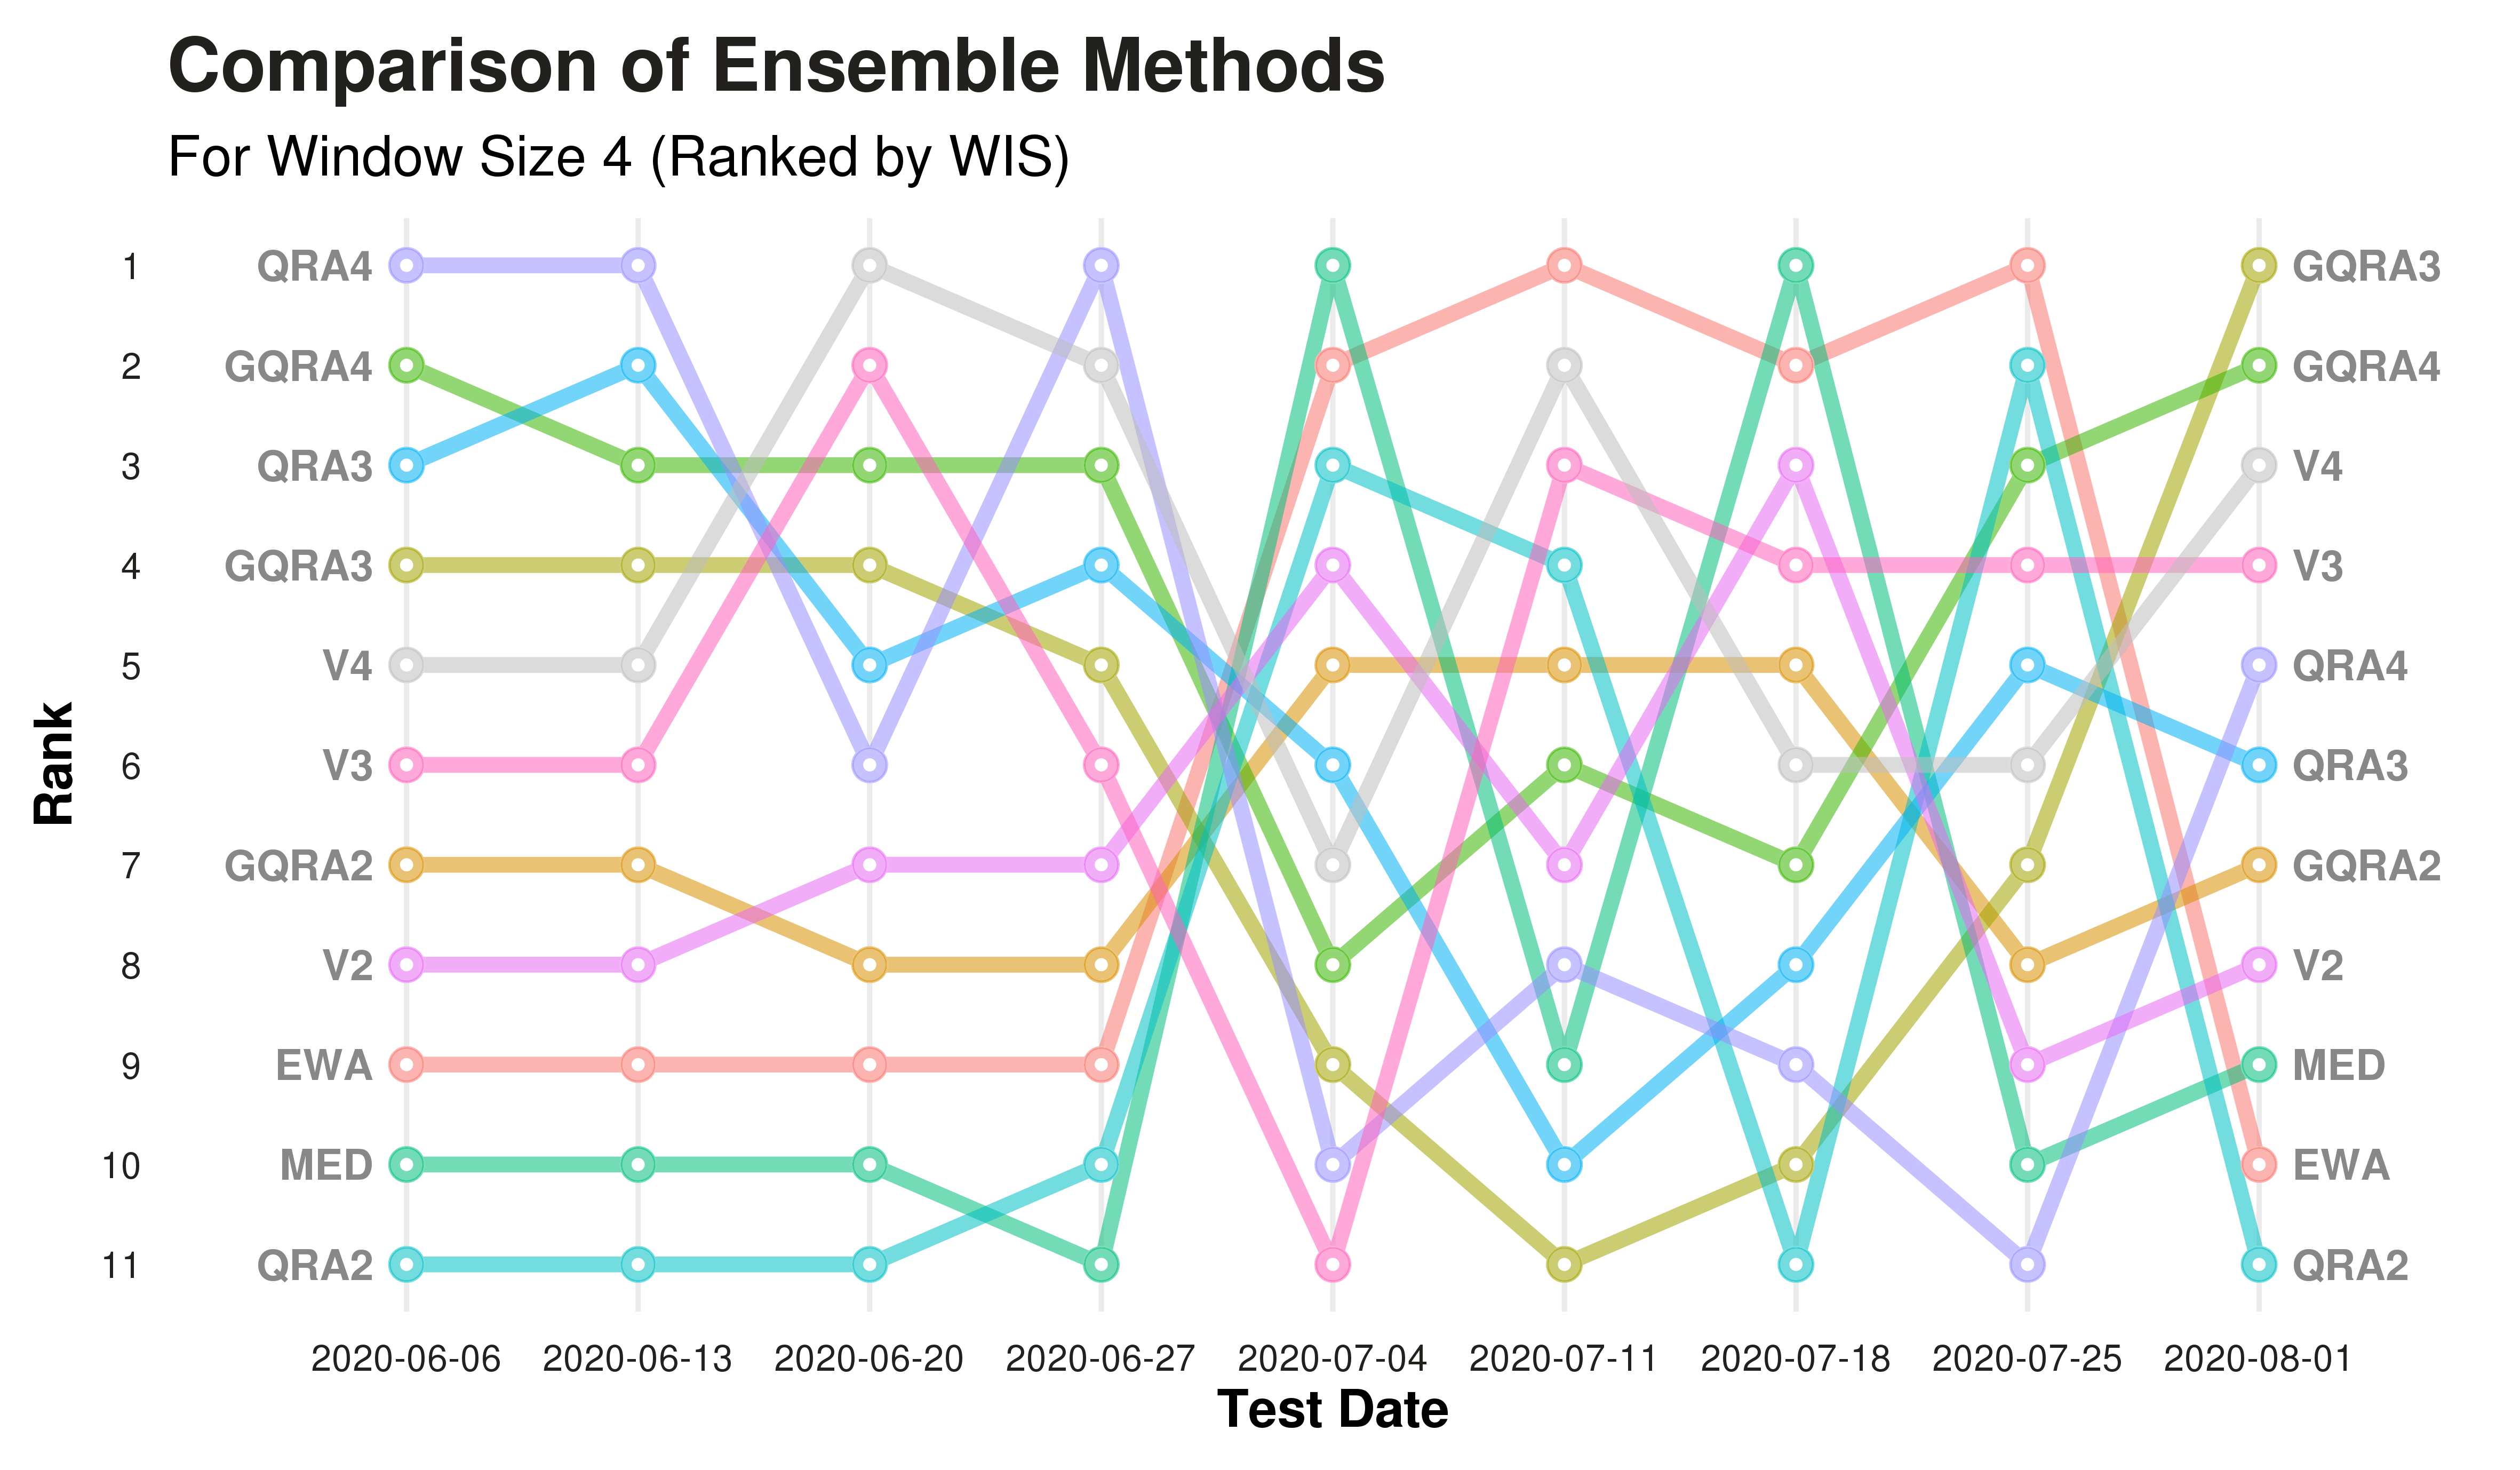 Comparison of Ensemble Methods
For Window Size 4 (Ranked by WIS)
Rank
1 QRA4 GQRA3
2 GQRA4 GQRA4
3 QRA3 V4
4 GQRA3 V3
5 V4 QRA4
6 V3 QRA3
7 GQRA2 GQRA2
8 V2 V2
9 EWA MED
10 MED EWA
11 QRA2 QRA2
2020-06-06 2020-06-13 2020-06-20 2020-06-27 2020-07-04 2020-07-11 2020-07-18 2020-07-25 2020-08-01
Test Date